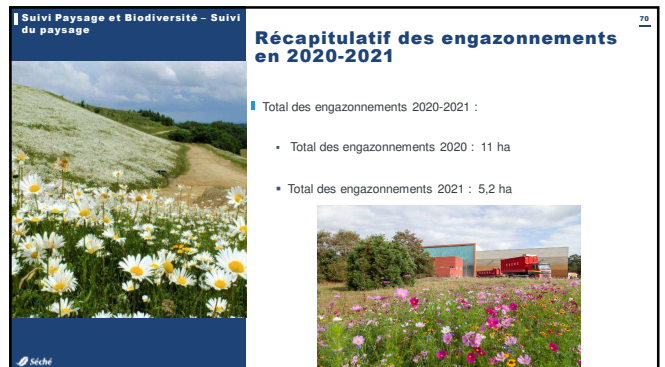 Suivi Paysage et Biodiversité – Suivi
du paysage
70
Récapitulatif des engazonnements
en 2020-2021
Total des engazonnements 2020-2021 :
Total des engazonnements 2020 : 11 ha
Total des engazonnements 2021 : 5,2 ha
Séché